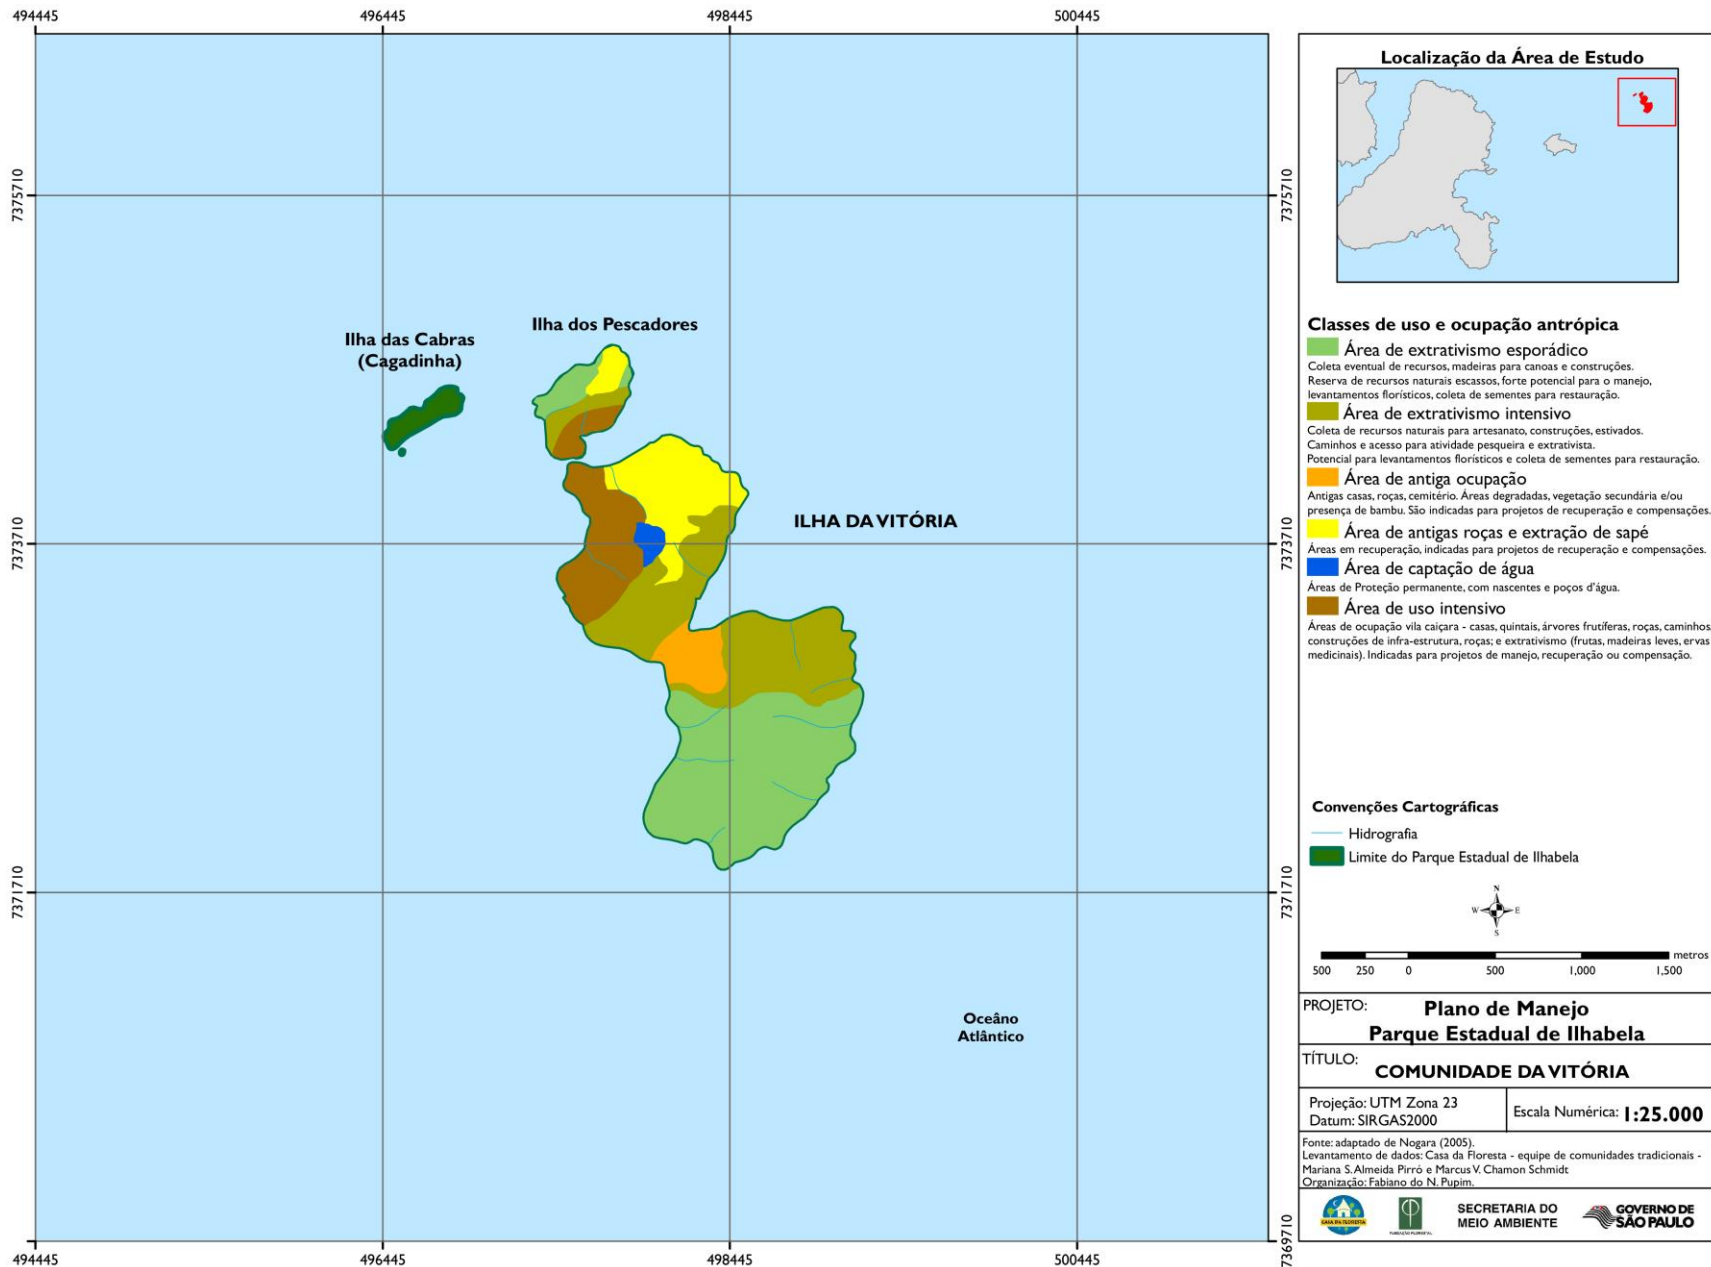 494445
496445
498445
500445
7375710
7375710
7373710
7373710
7371710
7371710
7369710
494445
496445
498445
500445
Ilha das Cabras
(Cagadinha)
Ilha dos Pescadores
ILHA DA VITÓRIA
Oceâno
Atlântico
Localização da Área de Estudo
Classes de uso e ocupação antrópica
Área de extrativismo esporádico
Coleta eventual de recursos, madeiras para canoas e construções.
Reserva de recursos naturais escassos, forte potencial para o manejo,
levantamentos florísticos, coleta de sementes para restauração.
Área de extrativismo intensivo
Coleta de recursos naturais para artesanato, construções, estivados.
Caminhos e acesso para atividade pesqueira e extrativista.
Potencial para levantamentos florísticos e coleta de sementes para restauração.
Área de antiga ocupação
Antigas casas, roças, cemitério. Áreas degradadas, vegetação secundária e/ou
presença de bambu. São indicadas para projetos de recuperação e compensações.
Área de antigas roças e extração de sapé
Áreas em recuperação, indicadas para projetos de recuperação e compensações.
Área de captação de água
Áreas de Proteção permanente, com nascentes e poços d'água.
Área de uso intensivo
Áreas de ocupação vila caiçara - casas, quintais, árvores frutíferas, roças, caminhos,
construções de infra-estrutura, roças; e extrativismo (frutas, madeiras leves, ervas
medicinais). Indicadas para projetos de manejo, recuperação ou compensação.
Convenções Cartográficas
Hidrografia
Limite do Parque Estadual de Ilhabela
N
W E
S
metros
500 250 0 500 1,000 1,500
PROJETO: Plano de Manejo
Parque Estadual de Ilhabela
TÍTULO: COMUNIDADE DA VITÓRIA
Projeção: UTM Zona 23
Datum: SIRGAS2000
Escala Numérica: 1:25.000
Fonte: adaptado de Nogara (2005).
Levantamento de dados: Casa da Floresta - equipe de comunidades tradicionais -
Mariana S. Almeida Pirró e Marcus V. Chamon Schmidt
Organização: Fabiano do N. Pupim.
CASA DA FLORESTA
FUNDAÇÃO FLORESTAL
SECRETARIA DO
MEIO AMBIENTE
GOVERNO DE
SÃO PAULO